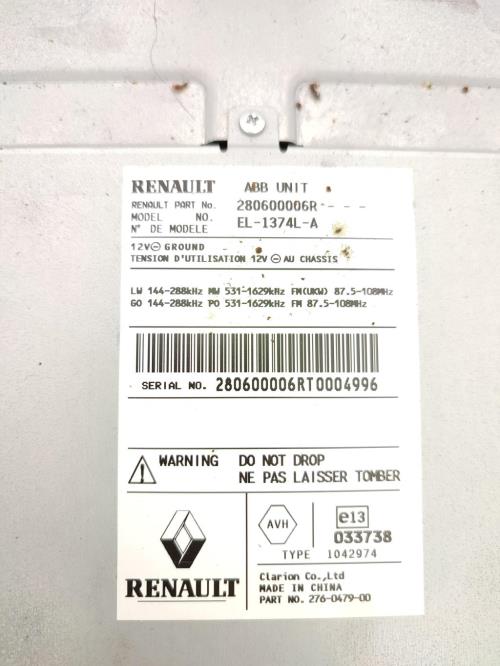 RENAULT ABB UNIT
RENAULT PART No. 280600006R- - - -
MODEL NO. EL-1374L-A
N° DE MODELE
12V⊖ GROUND
TENSION D'UTILISATION 12V ⊖ AU CHASSIS
LW 144-288kHz MW 531-1629kHz FM(UKW) 87.5-108MHz
GO 144-288kHz PO 531-1629kHz FM 87.5-108MHz
SERIAL NO. 280600006RT0004996
WARNING DO NOT DROP
NE PAS LAISSER TOMBER
AVH e13
033738
TYPE 1042974
RENAULT
Clarion Co.,Ltd
MADE IN CHINA
PART NO. 276-0479-00